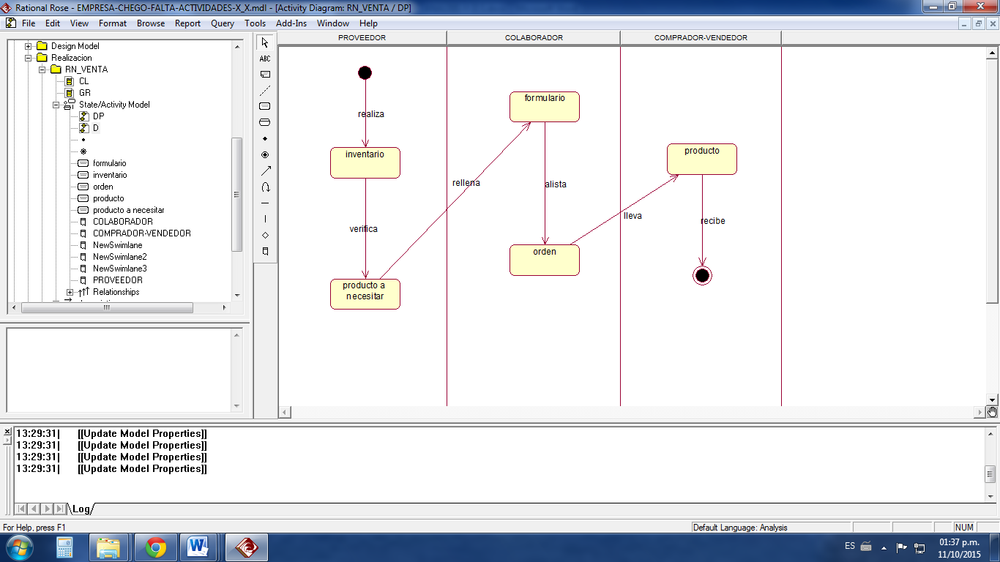 Rational Rose - EMPRESA-CHEGO-FALTA-ACTIVIDADES-X_X.mdl - [Activity Diagram: RN_VENTA / DP]
File Edit View Format Browse Report Query Tools Add-Ins Window Help
Design Model
Realizacion
RN_VENTA
CL
GR
State/Activity Model
DP
D
formulario
inventario
orden
producto
producto a necesitar
COLABORADOR
COMPRADOR-VENDEDOR
NewSwimlane
NewSwimlane2
NewSwimlane3
PROVEEDOR
Relationships
ABC
PROVEEDOR COLABORADOR COMPRADOR-VENDEDOR
realiza
inventario
verifica
producto a
necesitar
rellena
formulario
alista
orden
lleva
producto
recibe
13:29:31| [[Update Model Properties]]
13:29:31| [[Update Model Properties]]
13:29:31| [[Update Model Properties]]
13:29:31| [[Update Model Properties]]
Log
For Help, press F1
Default Language: Analysis
NUM
ES
01:37 p.m.
11/10/2015